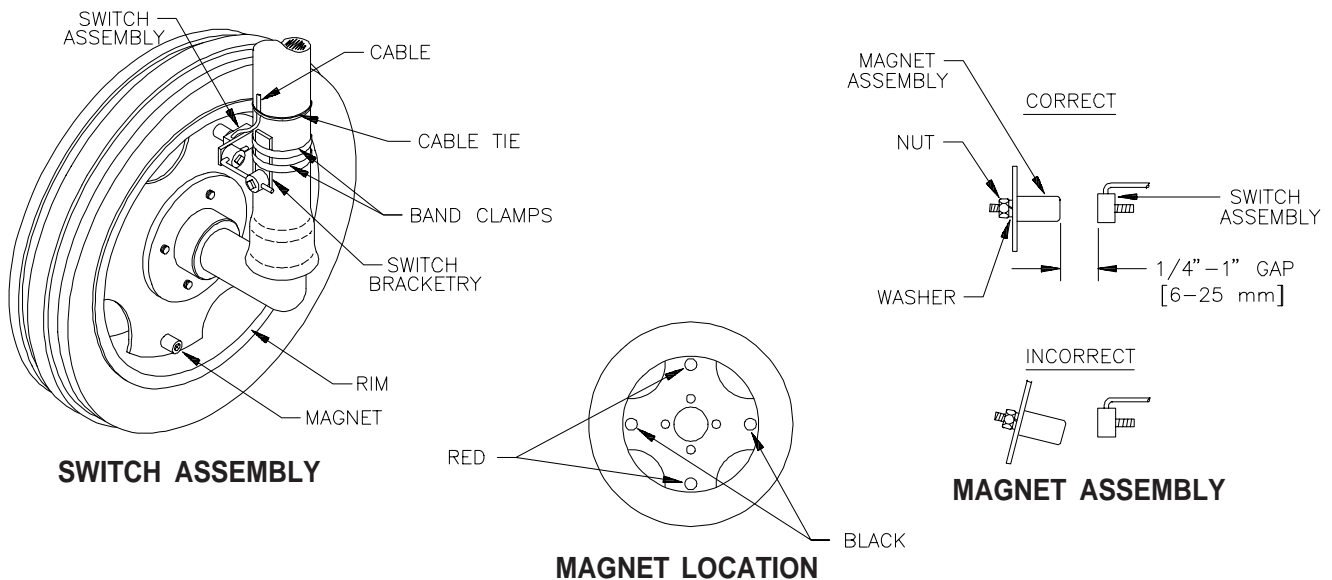 SWITCH
ASSEMBLY
CABLE
CABLE TIE
BAND CLAMPS
SWITCH
BRACKETRY
RIM
MAGNET
SWITCH ASSEMBLY
RED
BLACK
MAGNET LOCATION
MAGNET
ASSEMBLY
CORRECT
NUT
SWITCH
ASSEMBLY
WASHER
1/4"-1" GAP
[6-25 mm]
INCORRECT
MAGNET ASSEMBLY